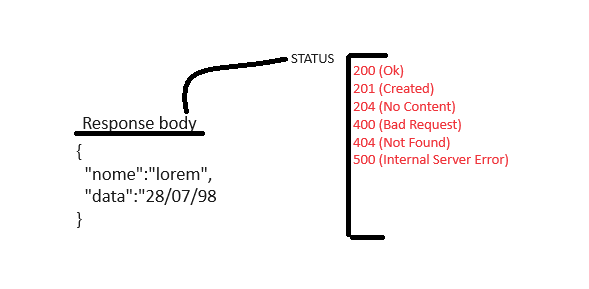 STATUS
200 (Ok)
201 (Created)
204 (No Content)
400 (Bad Request)
404 (Not Found)
500 (Internal Server Error)
Response body
{
"nome":"lorem",
"data":"28/07/98
}